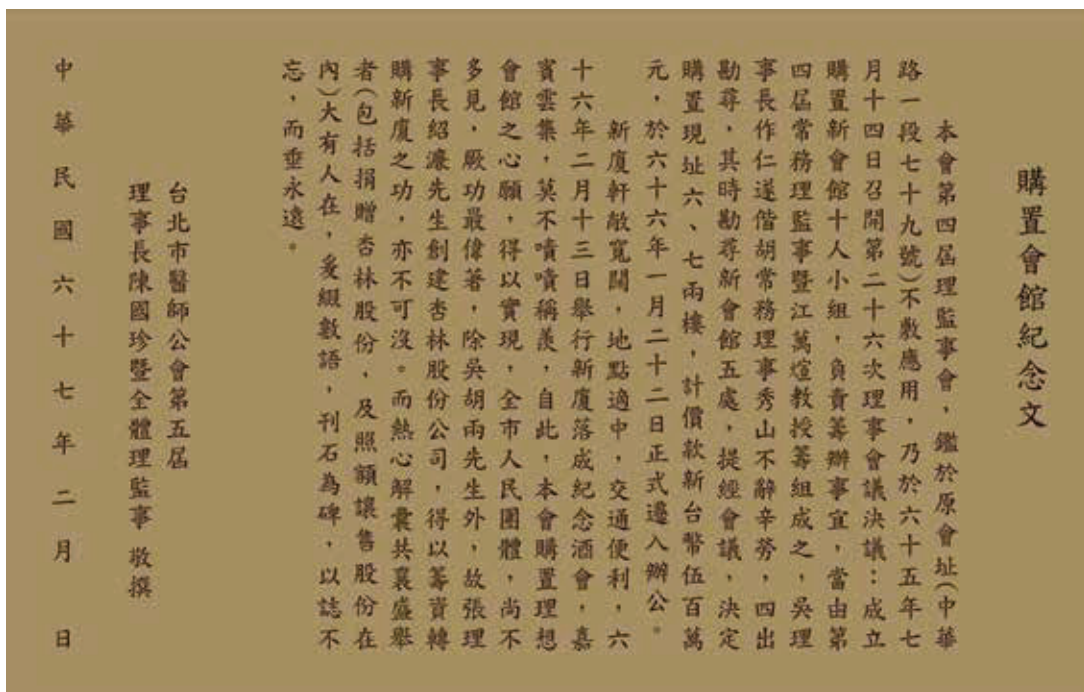 購置會館紀念文
本會第四屆理監事會，鑑於原會址(中華
路一段七十九號)不敷應用，乃於六十五年七
月十四日召開第二十六次理事會議決議：成立
購置新會館十人小組，負責籌辦事宜，當由第
四屆常務理監事暨江萬煊教授籌組成之，吳理
事長作仁遂偕胡常務理事秀山不辭辛勞，四出
勘尋，其時勘尋新會館五處，提經會議，決定
購置現址六、七兩樓，計價款新台幣伍百萬
元，於六十六年一月二十二日正式遷入辦公。
新廈軒敞寬闊，地點適中，交通便利，六
十六年二月十三日舉行新廈落成紀念酒會，嘉
賓雲集，莫不嘖嘖稱羨，自此，本會購置理想
會館之心願，得以實現，全市人民團體，尚不
多見，厥功最偉著，除吳胡兩先生外，故張理
事長紹濂先生創建杏林股份公司，得以籌資轉
購新廈之功，亦不可沒。而熱心解囊共襄盛舉
者(包括捐贈杏林股份，及照額讓售股份在
內)大有人在，爰綴數語，刊石為碑，以誌不
忘，而垂永遠。
台北市醫師公會第五屆
理事長陳國珍暨全體理監事 敬撰
中華民國六十七年二月 日